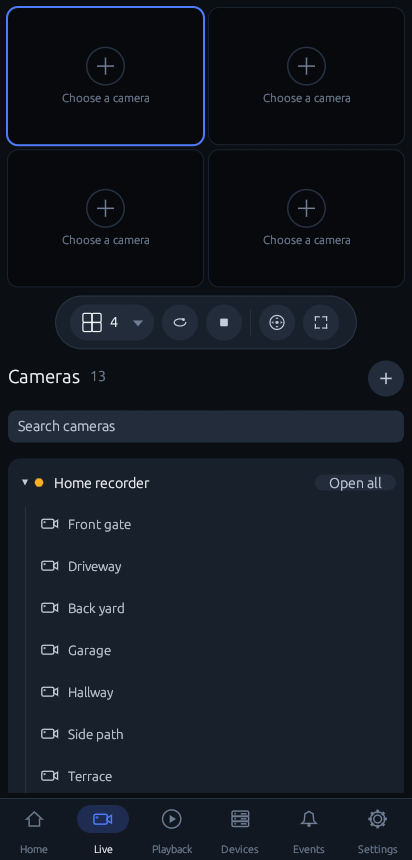 Choose a camera
Choose a camera
Choose a camera
Choose a camera
4
Cameras 13
Search cameras
Home recorder
Open all
Front gate
Driveway
Back yard
Garage
Hallway
Side path
Terrace
Home
Live
Playback
Devices
Events
Settings